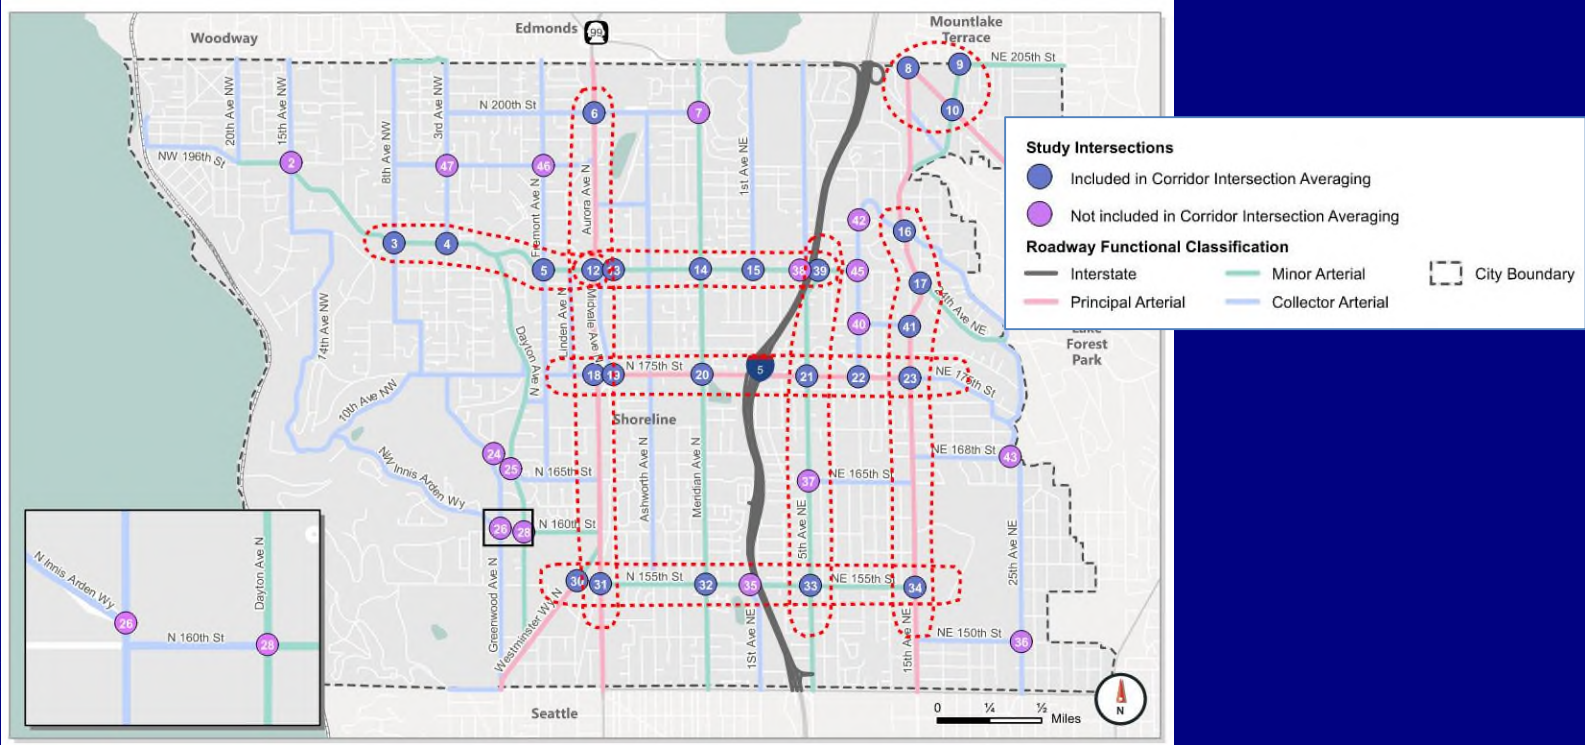 Woodway
Edmonds
99
Mountlake
Terrace
NE 205th St
8
9
10
20th Ave NW
15th Ave NW
8th Ave NW
3rd Ave NW
N 200th St
6
7
NW 196th St
2
47
46
Fremont Ave N
Aurora Ave N
1st Ave NE
42
16
3
4
5
12
13
14
15
38
39
45
17
24th Ave NE
14th Ave NW
Dayton Ave N
Linden Ave N
Midvale Ave N
40
41
Lake
Forest
Park
N 175th St
18
19
20
5
21
22
23
NE 175th St
10th Ave NW
Shoreline
24
25
N 165th St
NW Innis Arden Wy
Ashworth Ave N
Meridian Ave N
37
NE 165th St
NE 168th St
43
26
28
N 160th St
5th Ave NE
25th Ave NE
30
31
N 155th St
32
35
33
NE 155th St
34
Greenwood Ave N
Westminster Wy N
1St Ave NE
15th Ave NE
NE 150th St
36
Seattle
0
¼
½
Miles
N
N Innis Arden Wy
26
Dayton Ave N
N 160th St
28
Study Intersections
Included in Corridor Intersection Averaging
Not included in Corridor Intersection Averaging
Roadway Functional Classification
Interstate
Minor Arterial
City Boundary
Principal Arterial
Collector Arterial